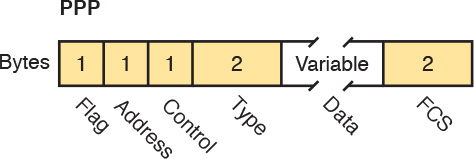 PPP
Bytes 1 1 1 2 Variable 2
Flag Address Control Type Data FCS